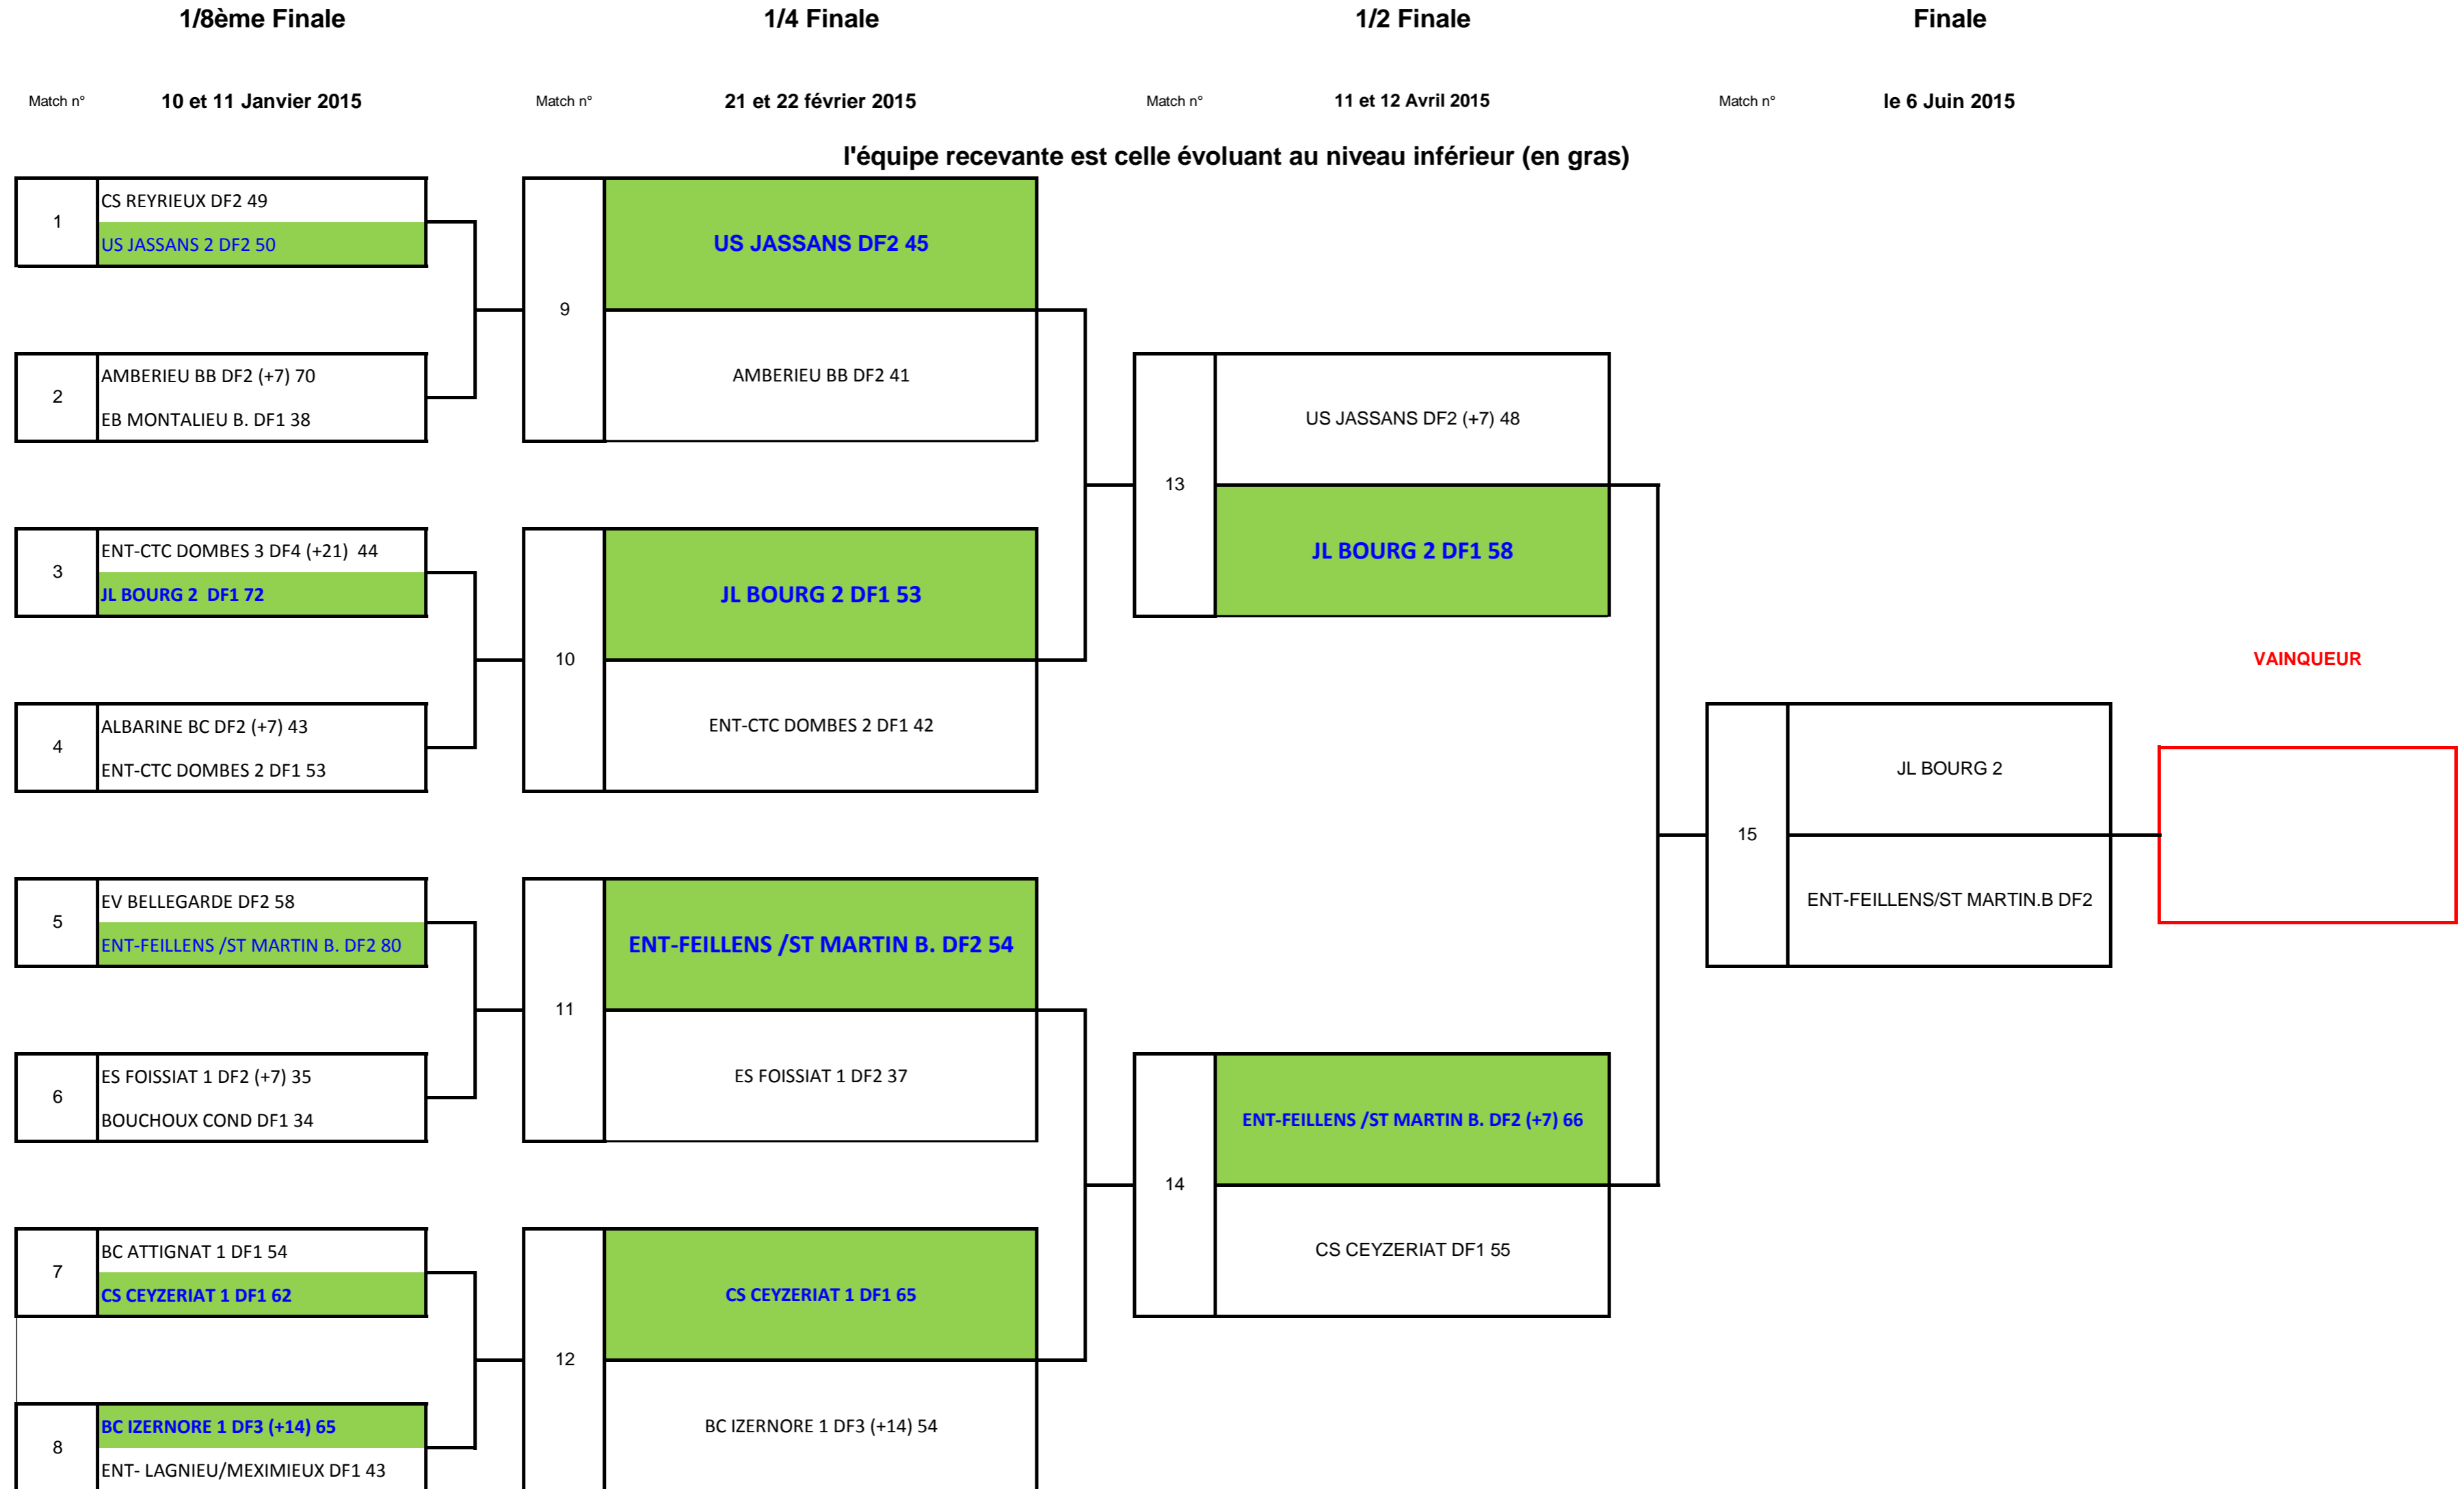 1/8ème Finale
1/4 Finale
1/2 Finale
Finale
Match n°
10 et 11 Janvier 2015
Match n°
21 et 22 février 2015
Match n°
11 et 12 Avril 2015
Match n°
le 6 Juin 2015
l'équipe recevante est celle évoluant au niveau inférieur (en gras)
1
CS REYRIEUX DF2 49
US JASSANS 2 DF2 50
2
AMBERIEU BB DF2 (+7) 70
EB MONTALIEU B. DF1 38
3
ENT-CTC DOMBES 3 DF4 (+21)  44
JL BOURG 2  DF1 72
4
ALBARINE BC DF2 (+7) 43
ENT-CTC DOMBES 2 DF1 53
5
EV BELLEGARDE DF2 58
ENT-FEILLENS /ST MARTIN B. DF2 80
6
ES FOISSIAT 1 DF2 (+7) 35
BOUCHOUX COND DF1 34
7
BC ATTIGNAT 1 DF1 54
CS CEYZERIAT 1 DF1 62
8
BC IZERNORE 1 DF3 (+14) 65
ENT- LAGNIEU/MEXIMIEUX DF1 43
9
US JASSANS DF2 45
AMBERIEU BB DF2 41
10
JL BOURG 2 DF1 53
ENT-CTC DOMBES 2 DF1 42
11
ENT-FEILLENS /ST MARTIN B. DF2 54
ES FOISSIAT 1 DF2 37
12
CS CEYZERIAT 1 DF1 65
BC IZERNORE 1 DF3 (+14) 54
13
US JASSANS DF2 (+7) 48
JL BOURG 2 DF1 58
14
ENT-FEILLENS /ST MARTIN B. DF2 (+7) 66
CS CEYZERIAT DF1 55
15
JL BOURG 2
ENT-FEILLENS/ST MARTIN.B DF2
VAINQUEUR